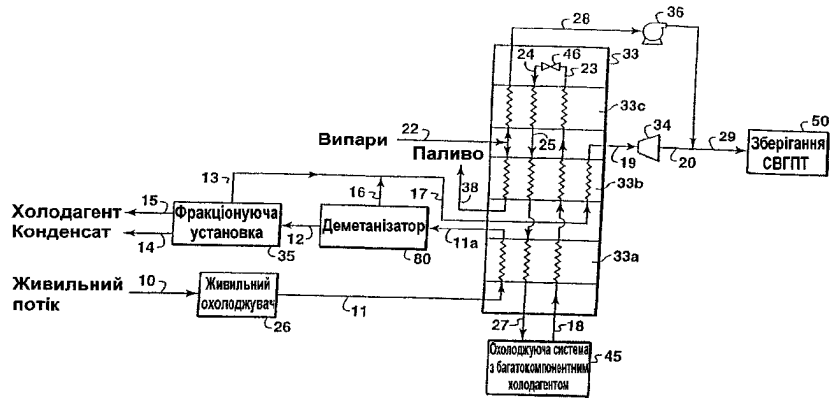 28
36
24
46
23
33
33c
34
50
Випари
22
25
29
Зберігання
СВГПТ
Паливо
19
20
13
38
33b
15
16
17
Холодагент
Фракціонуюча
установка
Деметанізатор
12
11a
Конденсат
14
35
80
33a
Живильний
потік
10
Живильний
охолоджувач
11
26
27
18
Охолоджуюча система
з багатокомпонентним
холодагентом
45